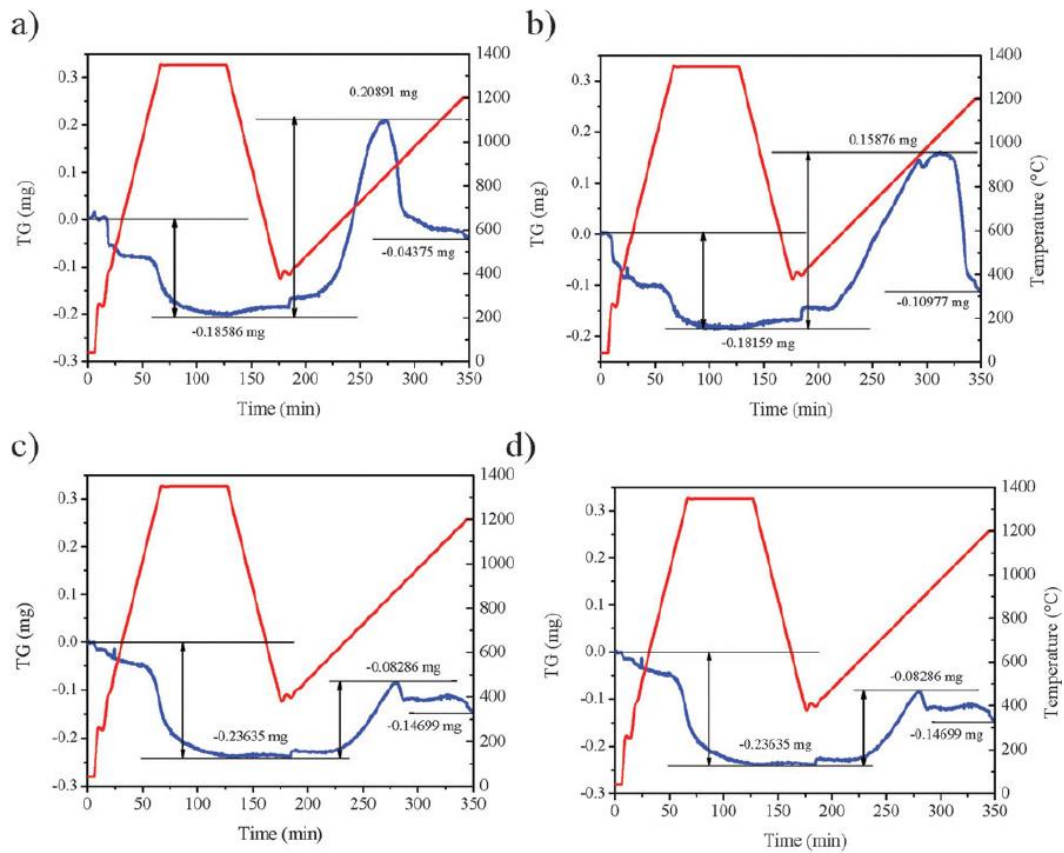 a)
0.3
0.2
0.1
0.0
-0.1
-0.2
-0.3
TG (mg)
0.20891 mg
-0.18586 mg
-0.04375 mg
1400
1200
1000
800
600
400
200
0
0 50 100 150 200 250 300 350
Time (min)
b)
0.3
0.2
0.1
0.0
-0.1
-0.2
TG (mg)
0.15876 mg
-0.18159 mg
-0.10977 mg
1400
1200
1000
800
600
400
200
0
Temperature (°C)
0 50 100 150 200 250 300 350
Time (min)
c)
0.3
0.2
0.1
0.0
-0.1
-0.2
-0.3
TG (mg)
-0.08286 mg
-0.23635 mg
-0.14699 mg
1400
1200
1000
800
600
400
200
0
0 50 100 150 200 250 300 350
Time (min)
d)
0.3
0.2
0.1
0.0
-0.1
-0.2
-0.3
TG (mg)
-0.08286 mg
-0.23635 mg
-0.14699 mg
1400
1200
1000
800
600
400
200
0
Temperature (°C)
0 50 100 150 200 250 300 350
Time (min)